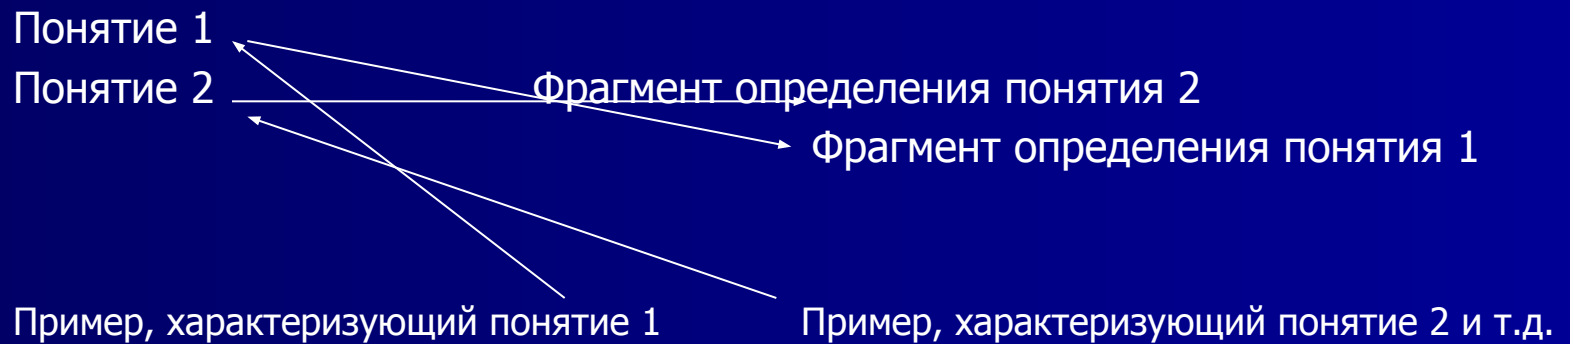 Понятие 1
Понятие 2 Фрагмент определения понятия 2
Фрагмент определения понятия 1
Пример, характеризующий понятие 1 Пример, характеризующий понятие 2 и т.д.